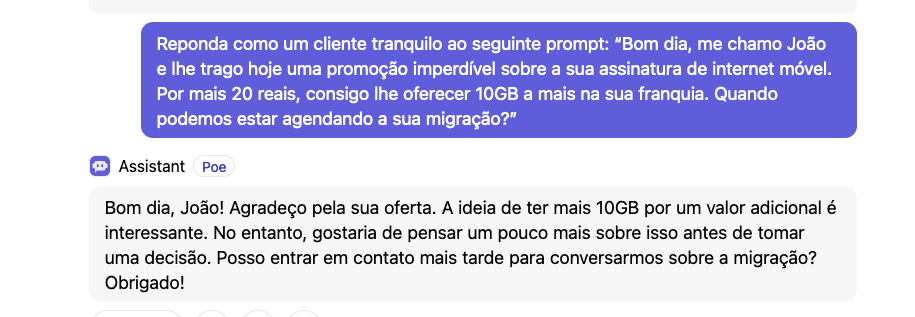 Reponda como um cliente tranquilo ao seguinte prompt: “Bom dia, me chamo João
e lhe trago hoje uma promoção imperdível sobre a sua assinatura de internet móvel.
Por mais 20 reais, consigo lhe oferecer 10GB a mais na sua franquia. Quando
podemos estar agendando a sua migração?”
Assistant Poe
Bom dia, João! Agradeço pela sua oferta. A ideia de ter mais 10GB por um valor adicional é
interessante. No entanto, gostaria de pensar um pouco mais sobre isso antes de tomar
uma decisão. Posso entrar em contato mais tarde para conversarmos sobre a migração?
Obrigado!